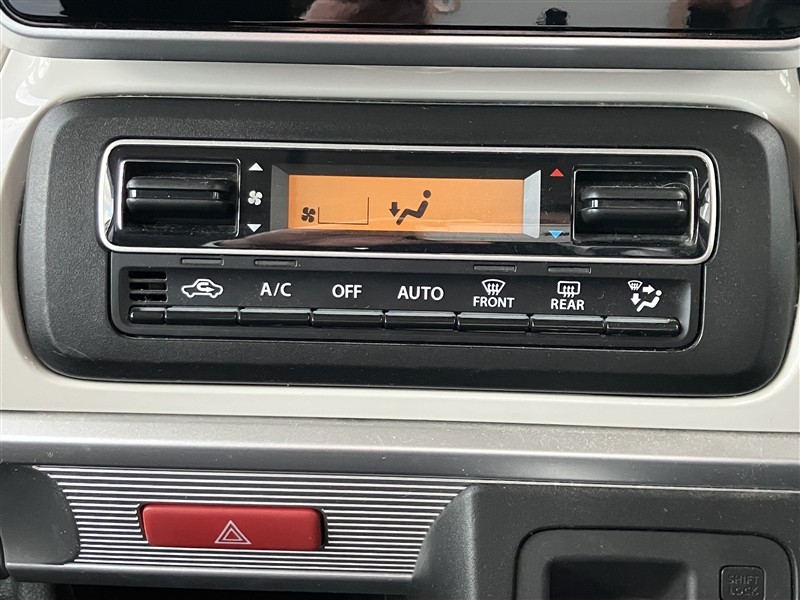 A/C OFF AUTO FRONT REAR
SHIFT
LOCK